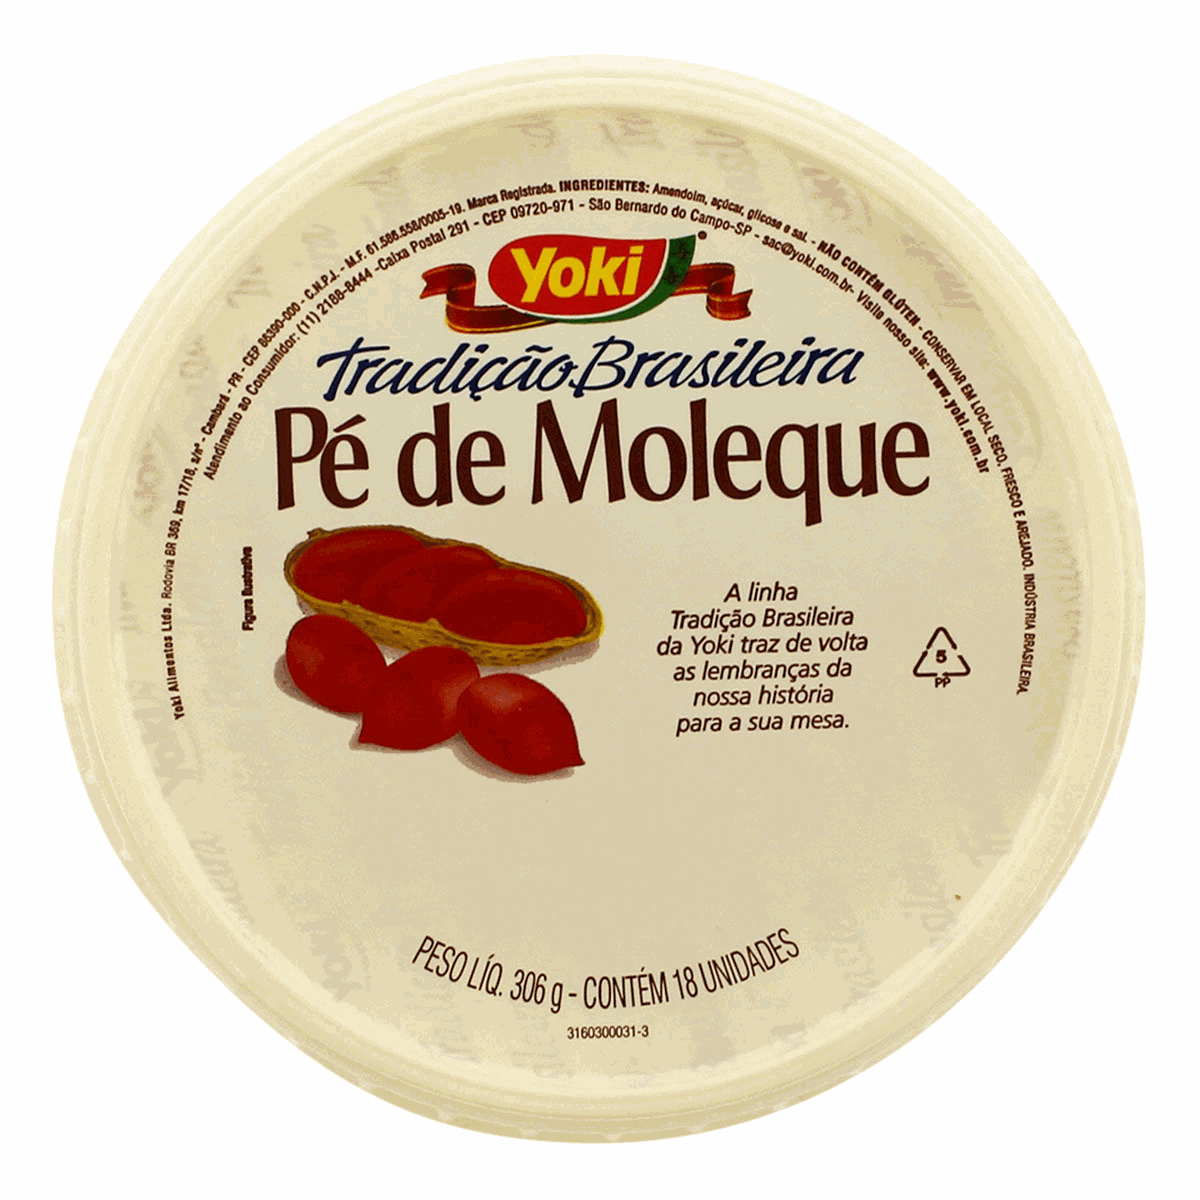 Yoki Alimentos Ltda. Rodovia BR 369, km 17/18, s/nº - Cambará - PR - CEP 86390-000 - C.N.P.J. - M.F. 61.586.558/0005-19. Marca Registrada. INGREDIENTES: Amendoim, açúcar, glicose e sal. - NÃO CONTÉM GLÚTEN - CONSERVAR EM LOCAL SECO, FRESCO E AREJADO. INDÚSTRIA BRASILEIRA.
Atendimento ao Consumidor: (11) 2168-8444 -Caixa Postal 291 - CEP 09720-971 - São Bernardo do Campo-SP - sac@yoki.com.br- Visite nosso site: www.yoki.com.br
Yoki
Tradição Brasileira
Pé de Moleque
Figura Ilustrativa
A linha
Tradição Brasileira
da Yoki traz de volta
as lembranças da
nossa história
para a sua mesa.
5
PP
PESO LÍQ. 306 g - CONTÉM 18 UNIDADES
3160300031-3